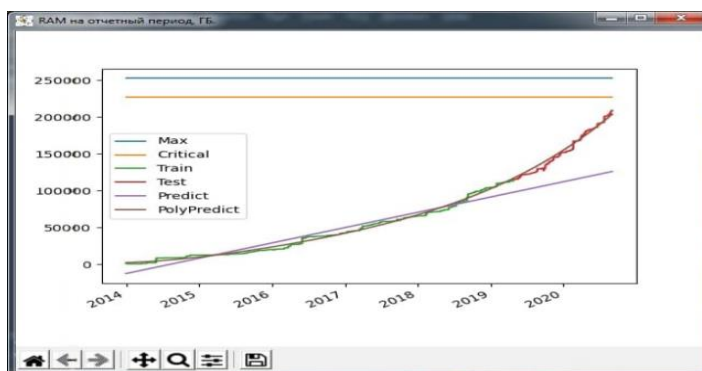 RAM на отчетный период, ГБ.
250000
200000
150000
100000
50000
0
Max
Critical
Train
Test
Predict
PolyPredict
2014 2015 2016 2017 2018 2019 2020